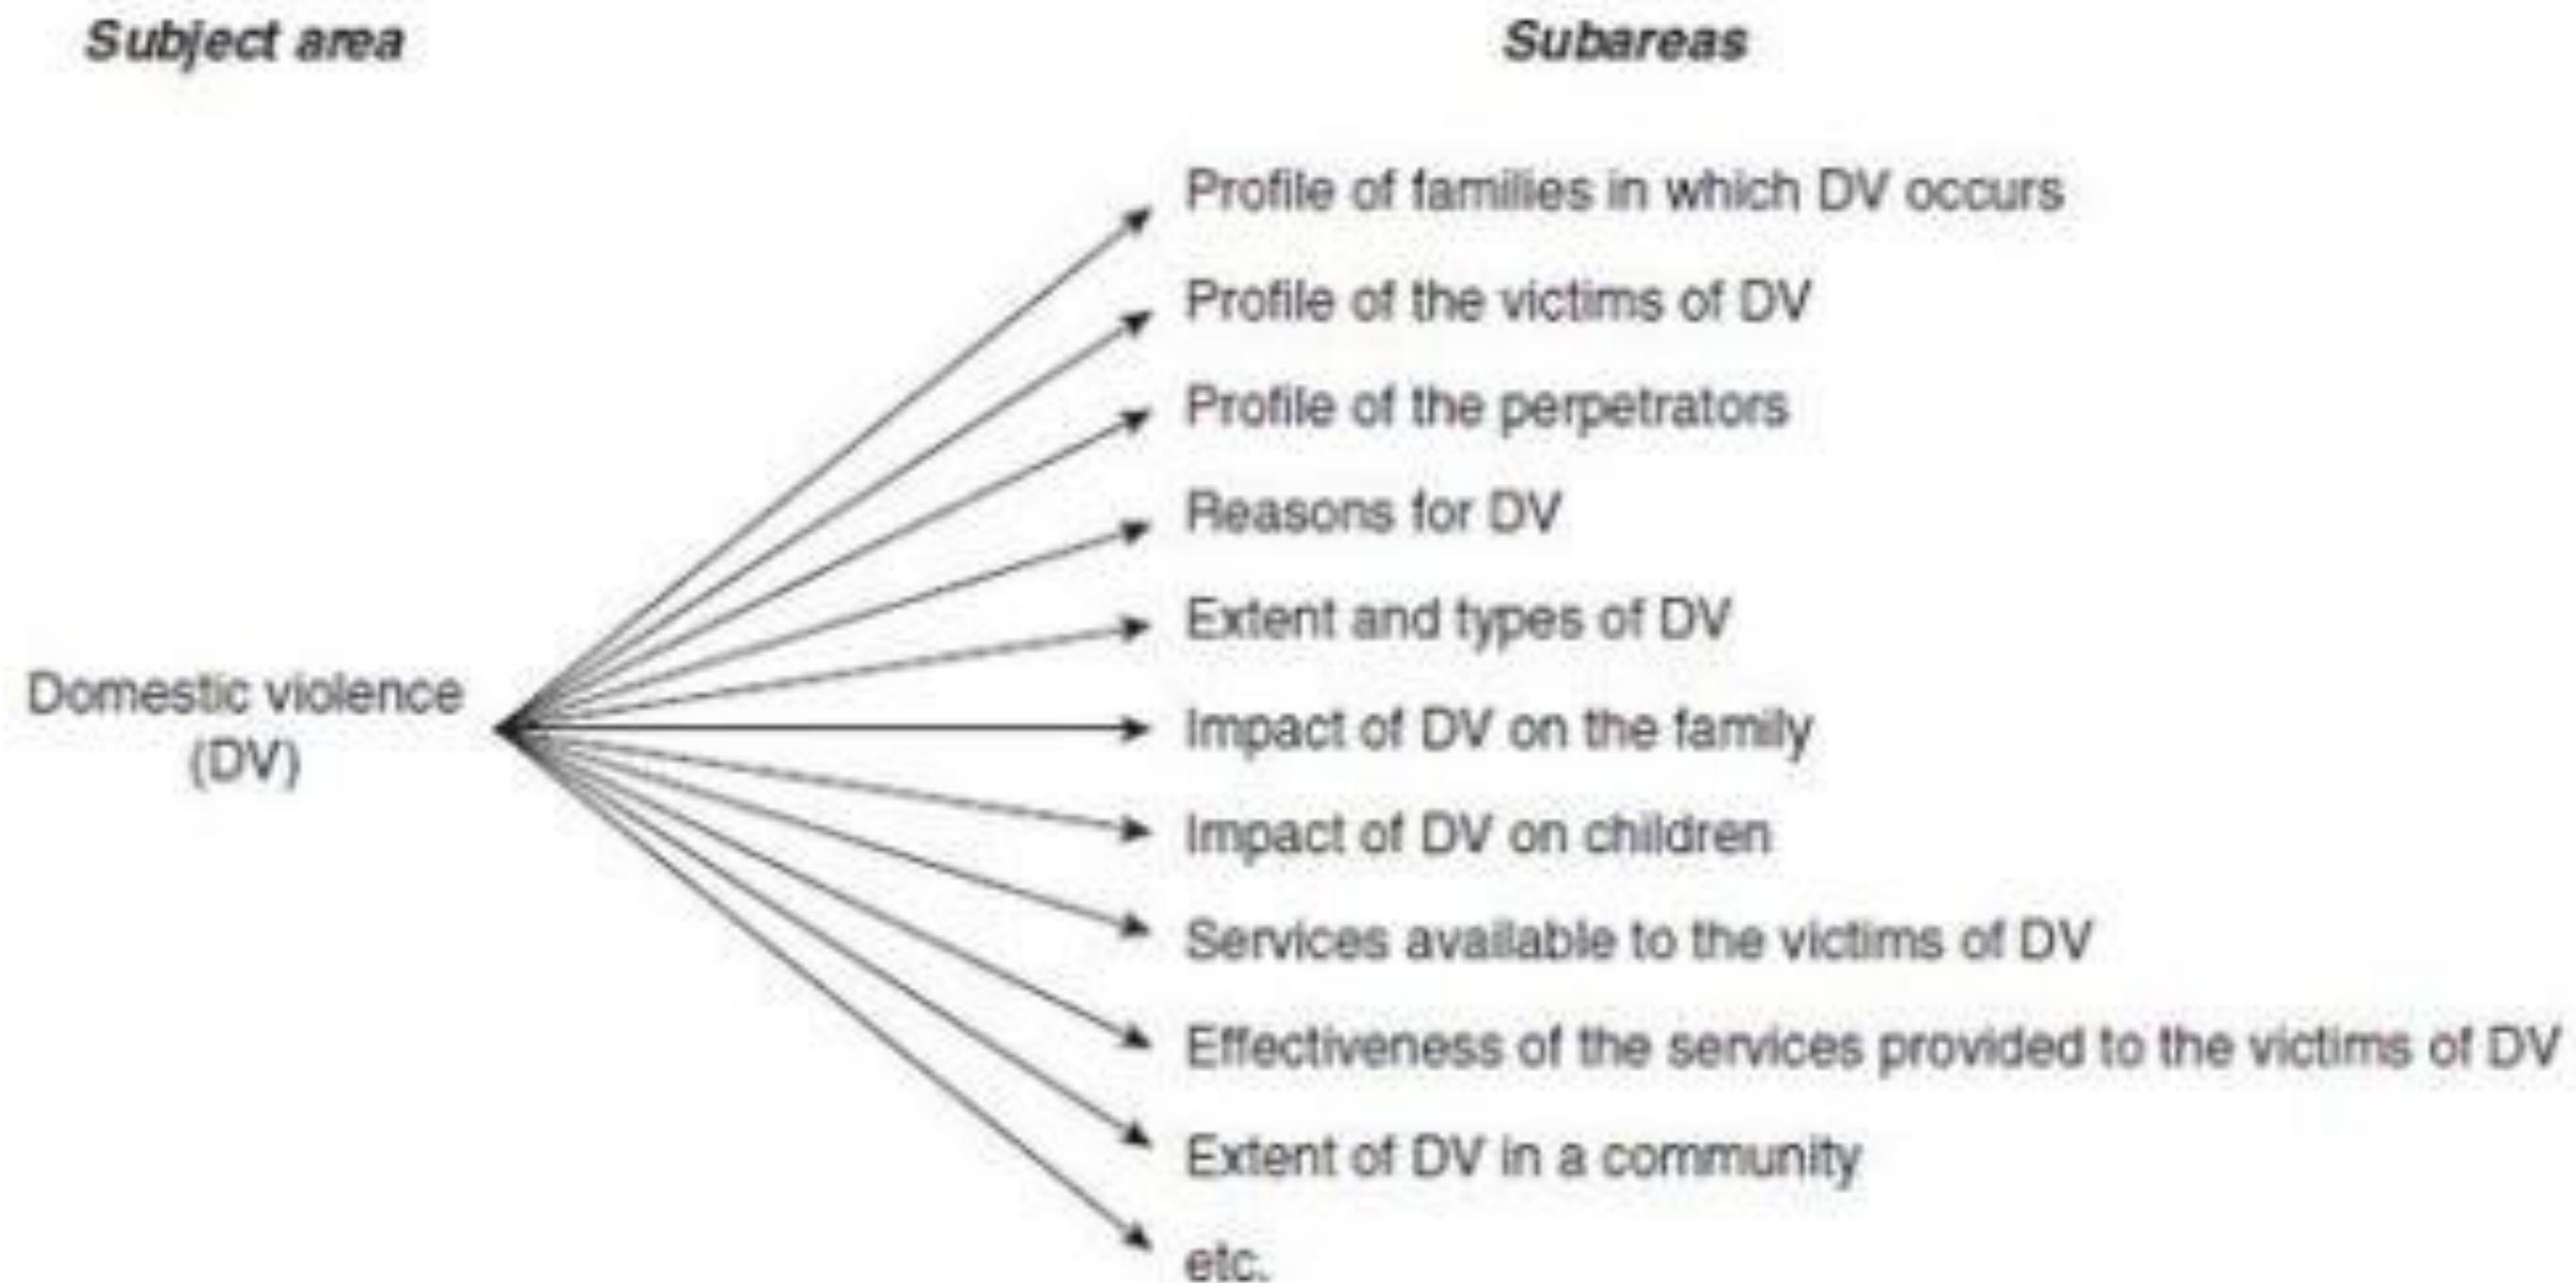 Subject area
Subareas
Profile of families in which DV occurs
Profile of the victims of DV
Profile of the perpetrators
Reasons for DV
Extent and types of DV
Domestic violence
(DV)
Impact of DV on the family
Impact of DV on children
Services available to the victims of DV
Effectiveness of the services provided to the victims of DV
Extent of DV in a community
etc.